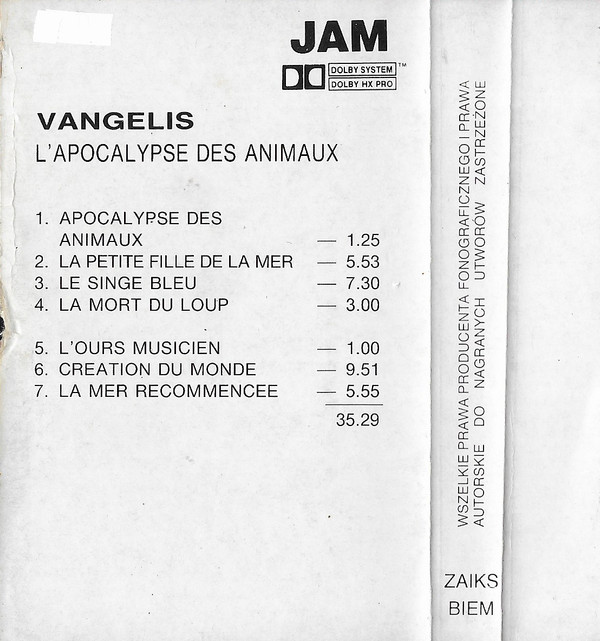 JAM
DOLBY SYSTEM ™
DOLBY HX PRO
VANGELIS
L'APOCALYPSE DES ANIMAUX
1. APOCALYPSE DES
ANIMAUX — 1.25
2. LA PETITE FILLE DE LA MER — 5.53
3. LE SINGE BLEU — 7.30
4. LA MORT DU LOUP — 3.00
5. L'OURS MUSICIEN — 1.00
6. CREATION DU MONDE — 9.51
7. LA MER RECOMMENCEE — 5.55
35.29
WSZELKIE PRAWA PRODUCENTA FONOGRAFICZNEGO I PRAWA
AUTORSKIE DO NAGRANYCH UTWORÓW ZASTRZEŻONE
ZAIKS
BIEM